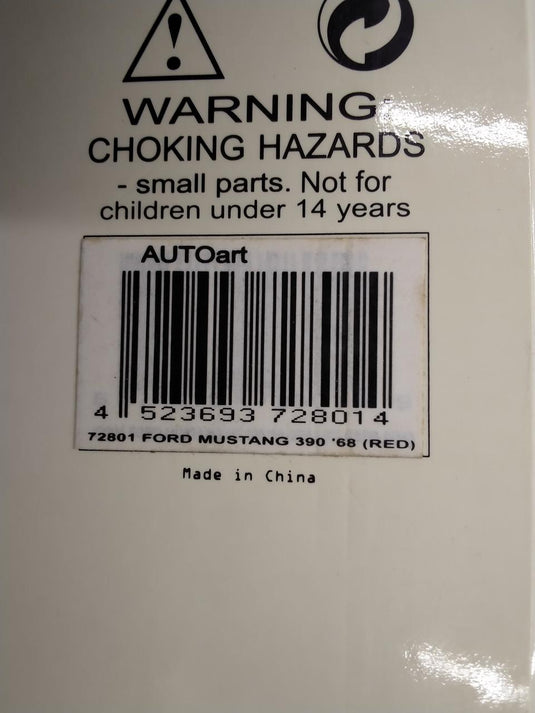 WARNING:
CHOKING HAZARDS
- small parts. Not for
children under 14 years
AUTOart
4 523693 728014
72801 FORD MUSTANG 390 '68 (RED)
Made in China